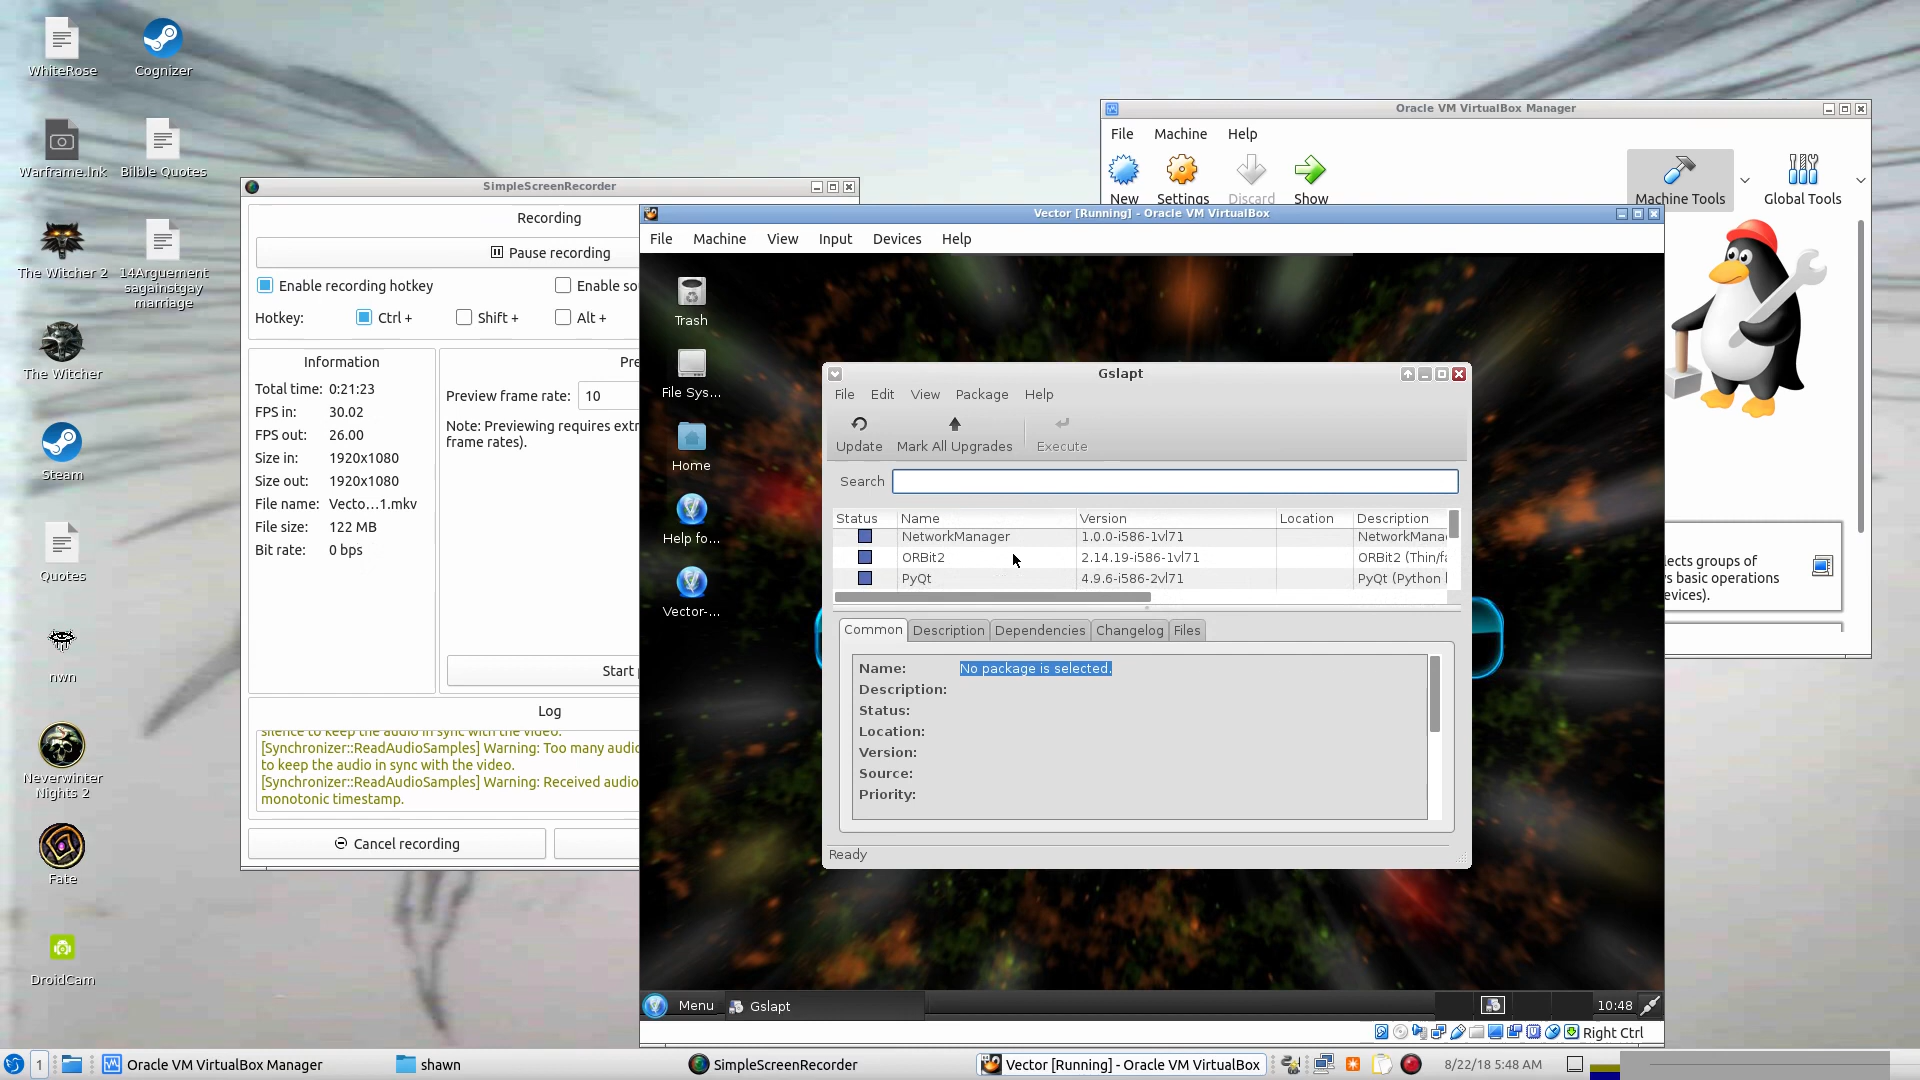 WhiteRose
Cognizer
Warframe.lnk
Bilble Quotes
The Witcher 2
14Arguement
sagainstgay
marriage
The Witcher
Steam
Quotes
nwn
Neverwinter
Nights 2
Fate
DroidCam
SimpleScreenRecorder
Recording
Pause recording
Enable recording hotkey
Enable so
Hotkey:
Ctrl +
Shift +
Alt +
Information
Total time: 0:21:23
FPS in: 30.02
FPS out: 26.00
Size in: 1920x1080
Size out: 1920x1080
File name: Vecto...1.mkv
File size: 122 MB
Bit rate: 0 bps
Pre
Preview frame rate: 10
Note: Previewing requires extr
frame rates).
Start
Log
silence to keep the audio in sync with the video.
[Synchronizer::ReadAudioSamples] Warning: Too many audio
to keep the audio in sync with the video.
[Synchronizer::ReadAudioSamples] Warning: Received audio
monotonic timestamp.
Cancel recording
Oracle VM VirtualBox Manager
File Machine Help
New Settings Discard Show
Machine Tools
Global Tools
lects groups of
s basic operations
evices).
Vector [Running] - Oracle VM VirtualBox
File Machine View Input Devices Help
Trash
File Sys...
Home
Help fo...
Vector-...
Gslapt
File Edit View Package Help
Update Mark All Upgrades Execute
Search
Status Name Version Location Description
NetworkManager 1.0.0-i586-1vl71 NetworkMana
ORBit2 2.14.19-i586-1vl71 ORBit2 (Thin/fa
PyQt 4.9.6-i586-2vl71 PyQt (Python
Common Description Dependencies Changelog Files
Name: No package is selected.
Description:
Status:
Location:
Version:
Source:
Priority:
Ready
Menu
Gslapt
10:48
Right Ctrl
1
Oracle VM VirtualBox Manager
shawn
SimpleScreenRecorder
Vector [Running] - Oracle VM VirtualBox
8/22/18 5:48 AM